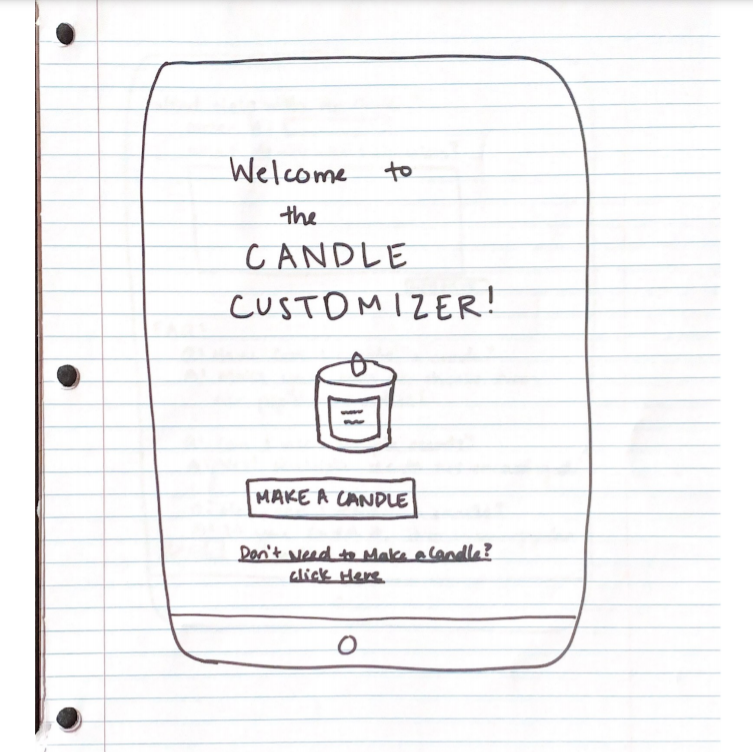 Welcome to
the
CANDLE
CUSTOMIZER!
MAKE A CANDLE
Don't Need to Make a Candle?
Click Here